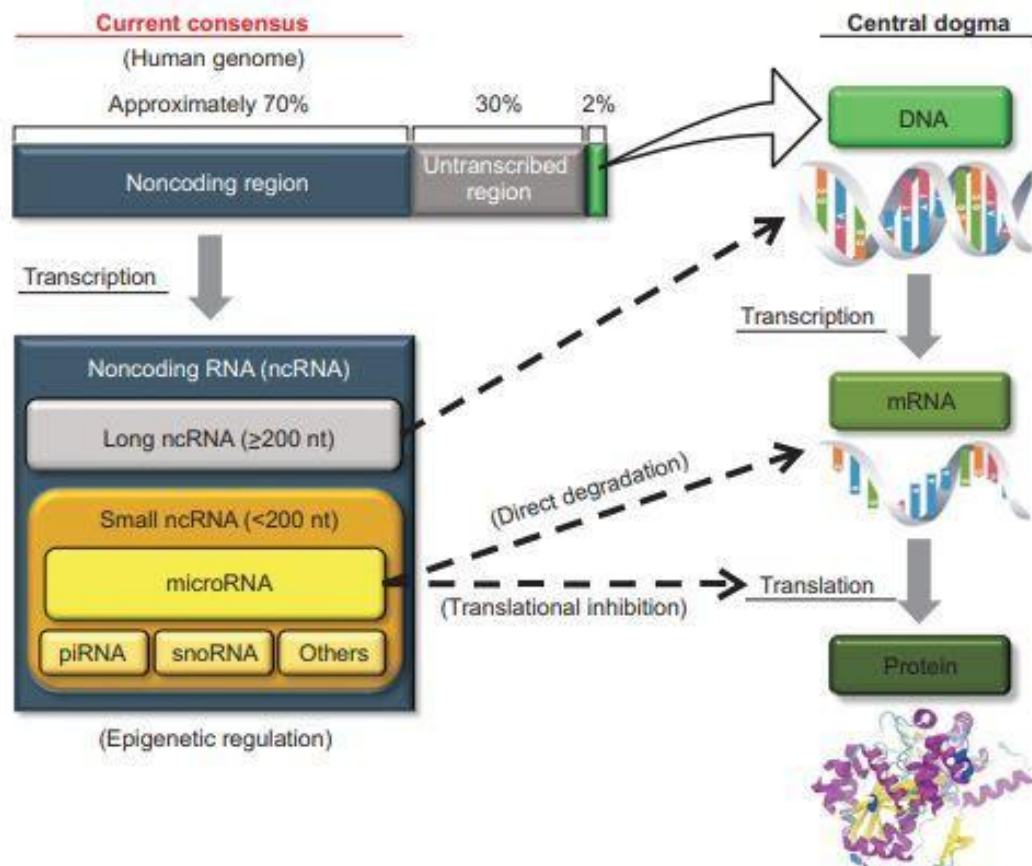 Current consensus
(Human genome)
Approximately 70%
30%
2%
Noncoding region
Untranscribed
region
Transcription
Noncoding RNA (ncRNA)
Long ncRNA (≥200 nt)
Small ncRNA (<200 nt)
microRNA
piRNA
snoRNA
Others
(Epigenetic regulation)
(Direct degradation)
(Translational inhibition)
Central dogma
DNA
Transcription
mRNA
Translation
Protein